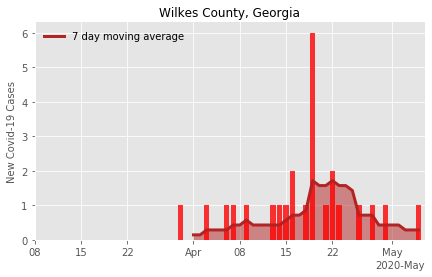 Wilkes County, Georgia
7 day moving average
New Covid-19 Cases
6
5
4
3
2
1
0
08 15 22 Apr 08 15 22 May
2020-May